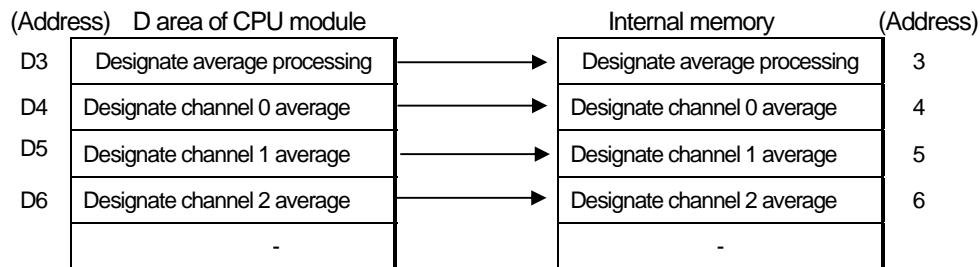 (Address) D area of CPU module Internal memory (Address)
D3 Designate average processing Designate average processing 3
D4 Designate channel 0 average Designate channel 0 average 4
D5 Designate channel 1 average Designate channel 1 average 5
D6 Designate channel 2 average Designate channel 2 average 6
- -